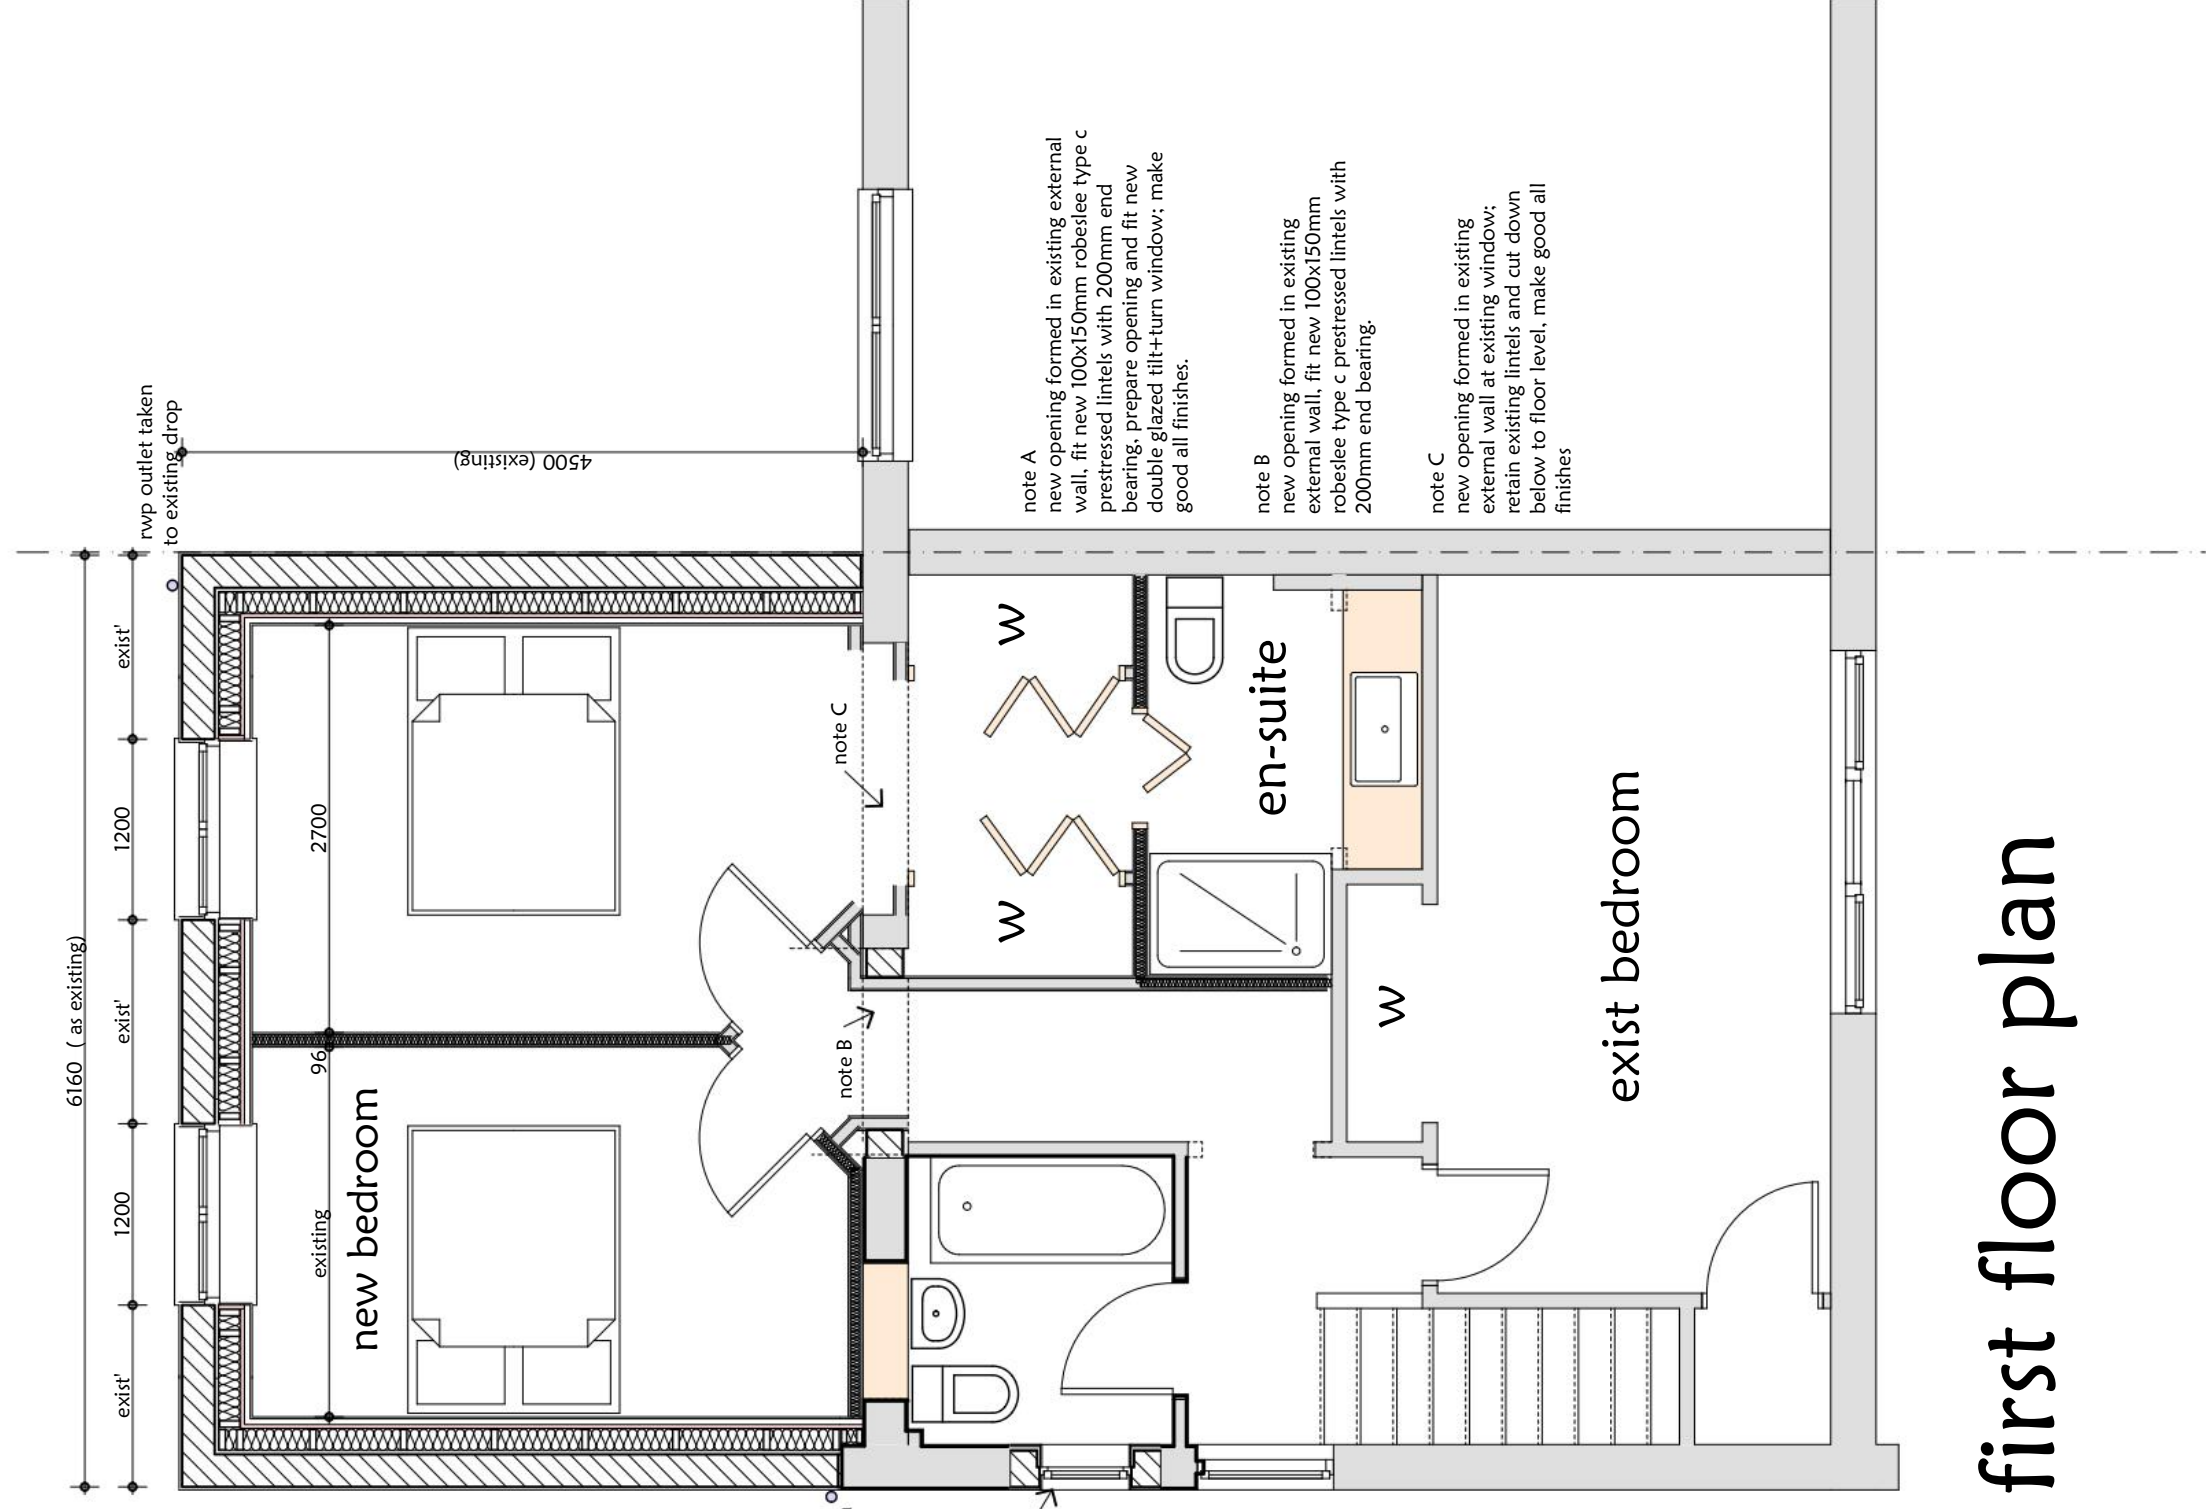 6160 ( as existing)
exist'
1200
exist'
1200
exist'
rwp outlet taken
to existing drop
4500 (existing)
existing
96
2700
new bedroom
note B
note C
w
w
en-suite
w
exist bedroom
note A
new opening formed in existing external
wall, fit new 100x150mm robeslee type c
prestressed lintels with 200mm end
bearing, prepare opening and fit new
double glazed tilt+turn window; make
good all finishes.
note B
new opening formed in existing
external wall, fit new 100x150mm
robeslee type c prestressed lintels with
200mm end bearing.
note C
new opening formed in existing
external wall at existing window;
retain existing lintels and cut down
below to floor level, make good all
finishes
first floor plan